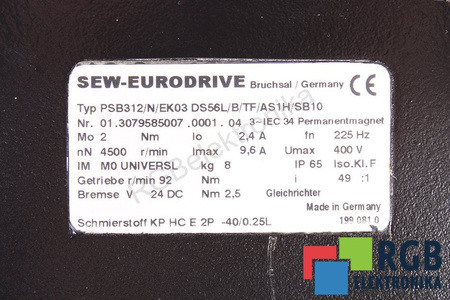 SEW-EURODRIVE Bruchsal / Germany CE
Typ PSB312/N/EK03 DS56L/B/TF/AS1H/SB10
Nr. 01.3079585007.0001.04 3~IEC 34 Permanentmagnet
Mo 2 Nm Io 2,4 A fn 225 Hz
nN 4500 r/min Imax 9,6 A Umax 400 V
IM M0 UNIVERSL kg 8 IP 65 Iso.Kl.F
Getriebe r/min 92 Nm i 49 :1
Bremse V 24 DC Nm 2,5 Gleichrichter
Schmierstoff KP HC E 2P -40/0.25L
Made in Germany
199 081.0
RGBelektronika
RGB
ELEKTRONIKA